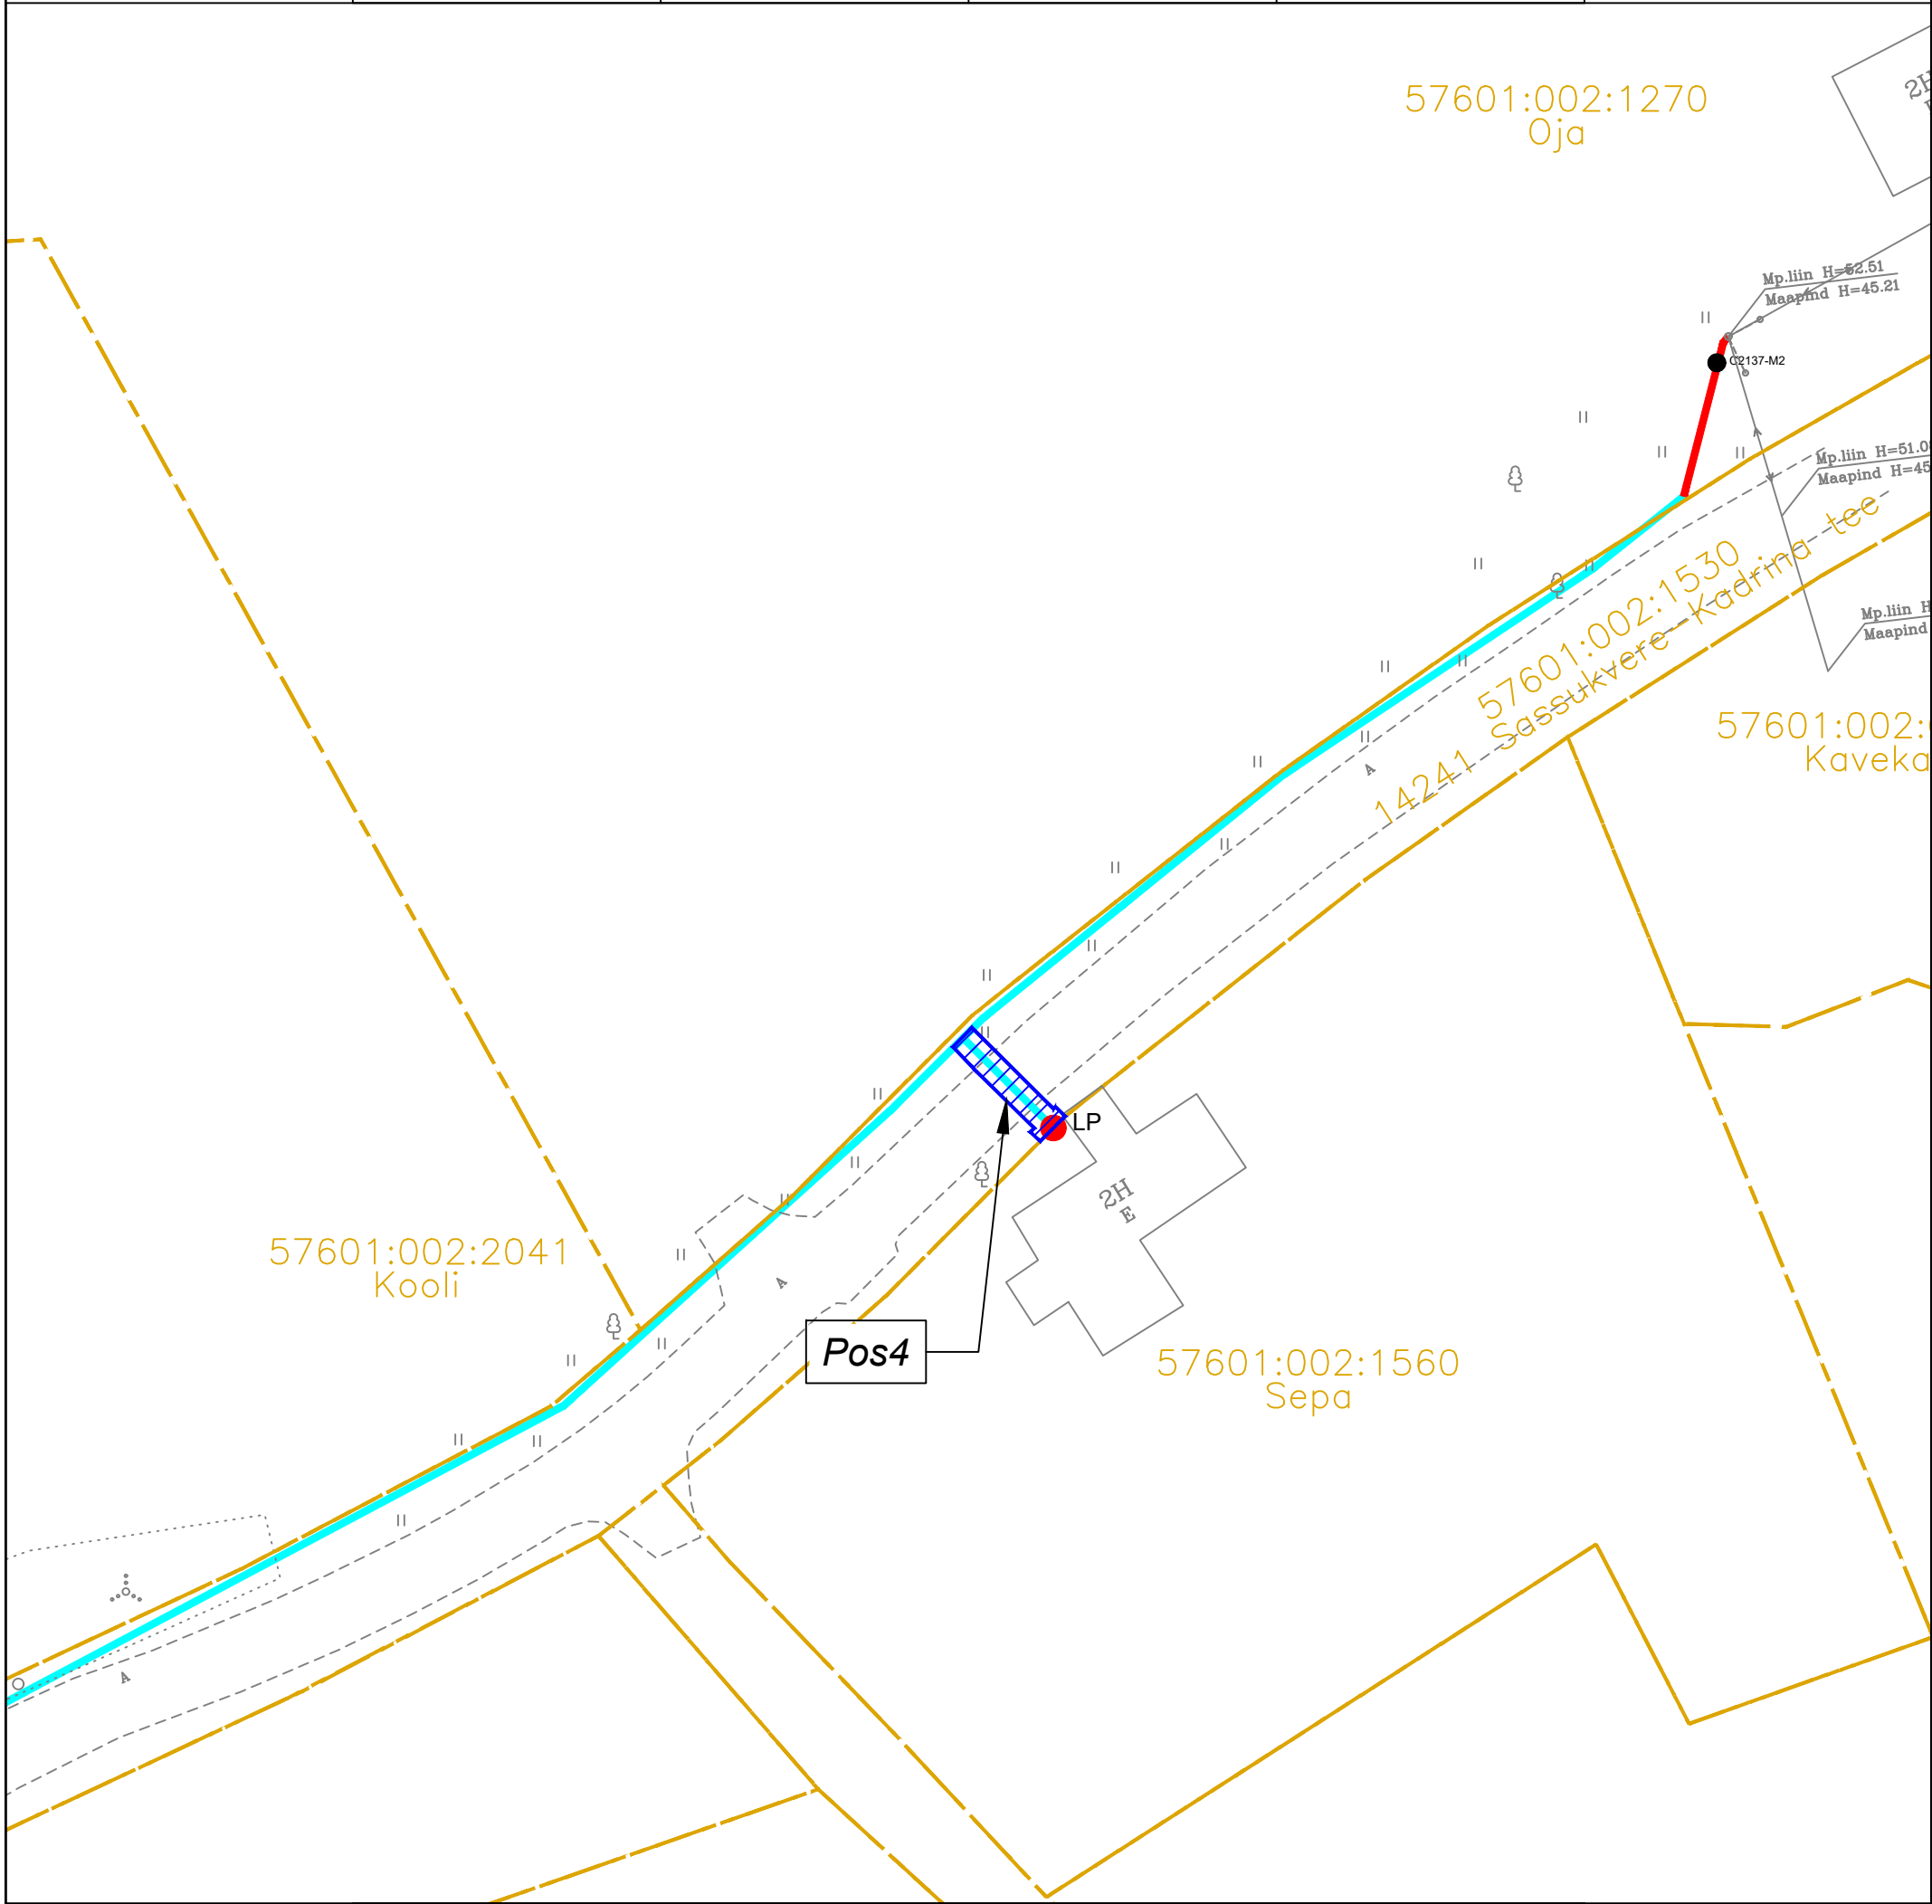 57601:002:1270
Oja
2H
Mp.liin H=52.51
Maapind H=45.21
C2137-M2
Mp.liin H=51.0
Maapind H=45
57601:002:1530
14241 Sassukvere-Kadrina tee
Mp.liin H
Maapind
57601:002:
Kaveka
A
LP
2H
E
57601:002:2041
Kooli
A
Pos4
57601:002:1560
Sepa
A